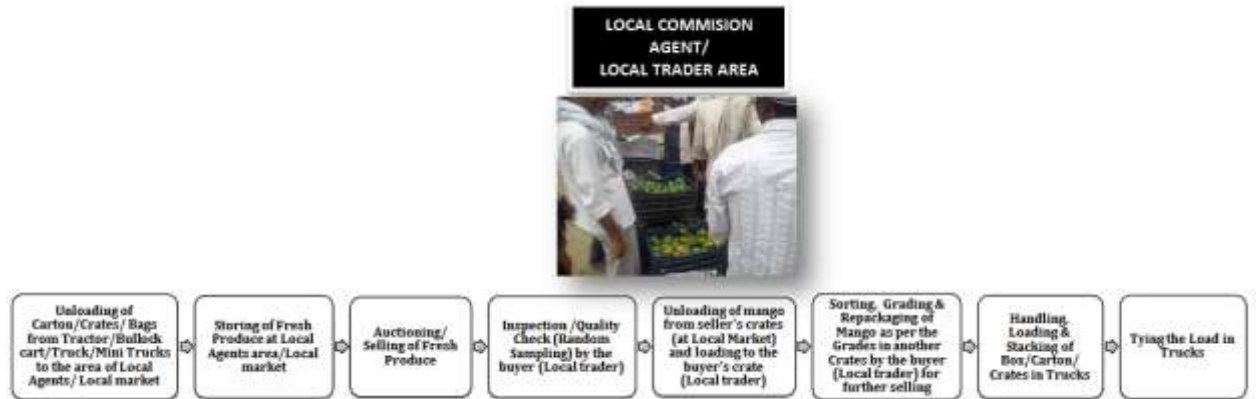 LOCAL COMMISION
AGENT/
LOCAL TRADER AREA
Unloading of
Carton/Crates/ Bags
from Tractor/Bullock
cart/Truck/Mini Trucks
to the area of Local
Agents/ Local market
Storing of Fresh
Produce at Local
Agents area/Local
market
Auctioning/
Selling of Fresh
Produce
Inspection /Quality
Check (Random
Sampling) by the
buyer (Local trader)
Unloading of mango
from seller's crates
(at Local Market)
and loading to the
buyer's crate
(Local trader)
Sorting, Grading &
Repackaging of
Mango as per the
Grades in another
Crates by the buyer
(Local trader) for
further selling
Handling,
Loading &
Stacking of
Box/Carton/
Crates in Trucks
Tying the Load in
Trucks